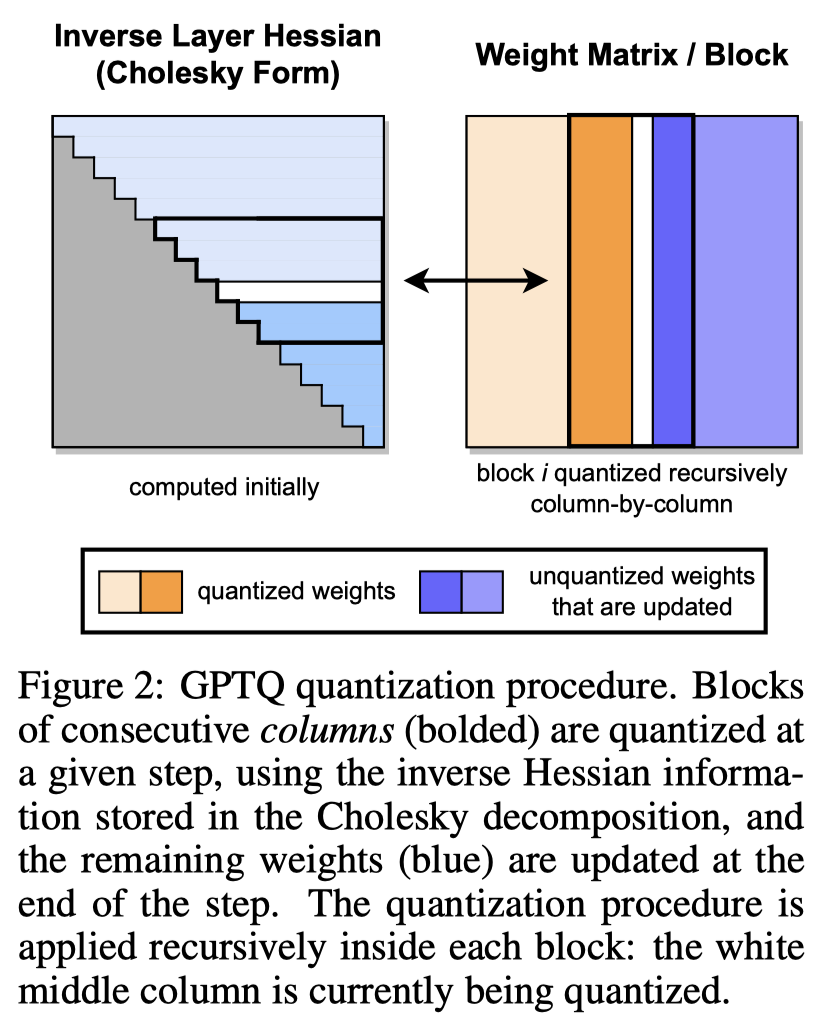 Inverse Layer Hessian
(Cholesky Form)
Weight Matrix / Block
computed initially
block i quantized recursively
column-by-column
quantized weights
unquantized weights
that are updated
Figure 2: GPTQ quantization procedure. Blocks
of consecutive columns (bolded) are quantized at
a given step, using the inverse Hessian informa-
tion stored in the Cholesky decomposition, and
the remaining weights (blue) are updated at the
end of the step. The quantization procedure is
applied recursively inside each block: the white
middle column is currently being quantized.